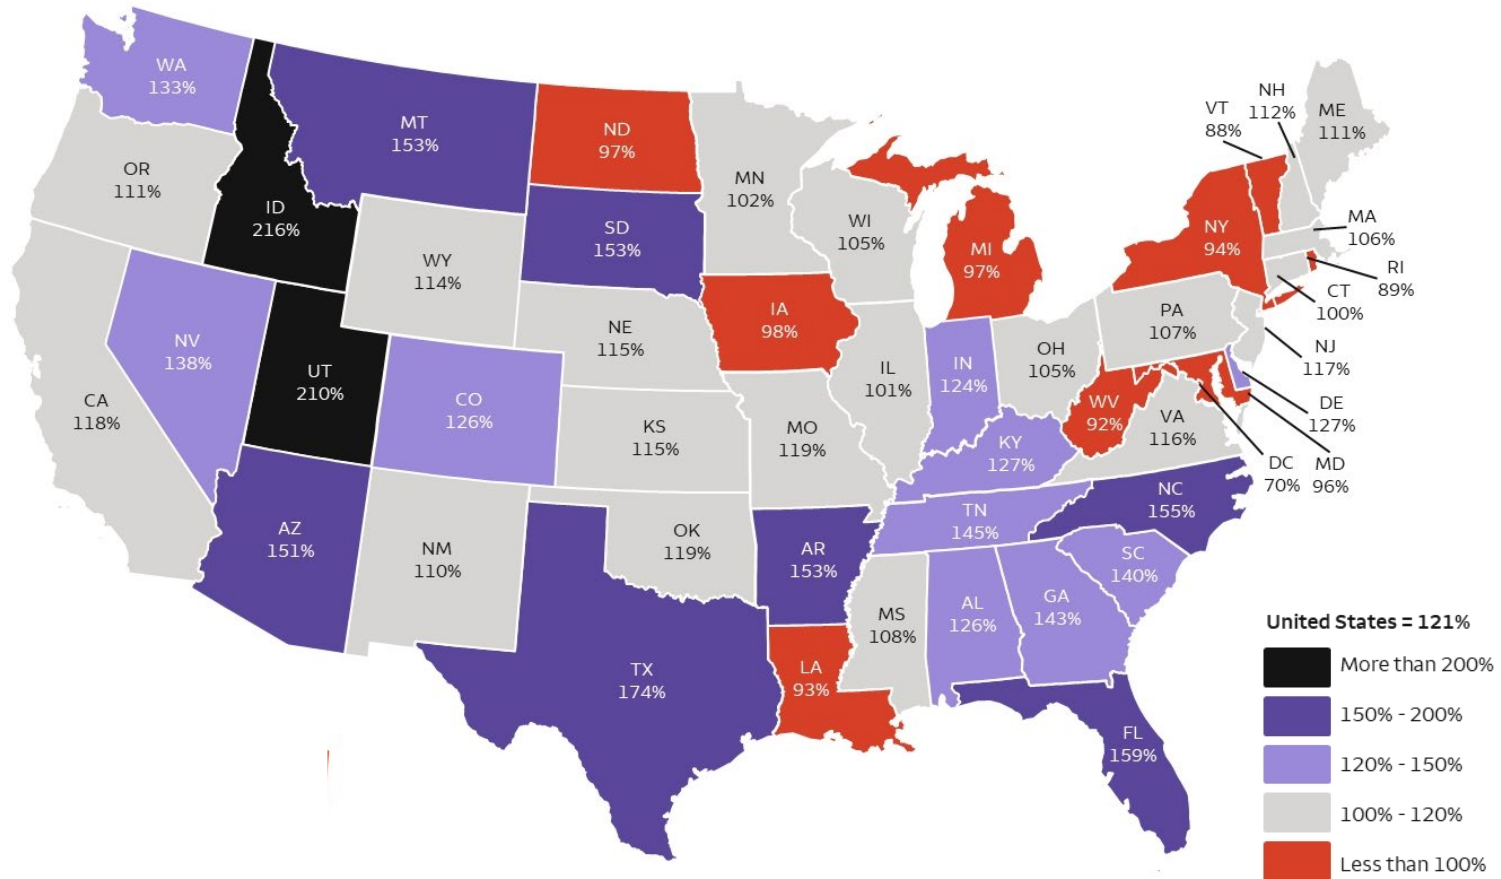 WA
133%
OR
111%
CA
118%
NV
138%
ID
216%
MT
153%
WY
114%
UT
210%
CO
126%
AZ
151%
NM
110%
ND
97%
SD
153%
NE
115%
KS
115%
OK
119%
TX
174%
MN
102%
IA
98%
MO
119%
AR
153%
LA
93%
WI
105%
IL
101%
MI
97%
IN
124%
OH
105%
KY
127%
TN
145%
MS
108%
AL
126%
GA
143%
FL
159%
SC
140%
NC
155%
VA
116%
WV
92%
PA
107%
NY
94%
VT
88%
NH
112%
ME
111%
MA
106%
RI
89%
CT
100%
NJ
117%
DE
127%
MD
96%
DC
70%
United States = 121%
More than 200%
150% - 200%
120% - 150%
100% - 120%
Less than 100%